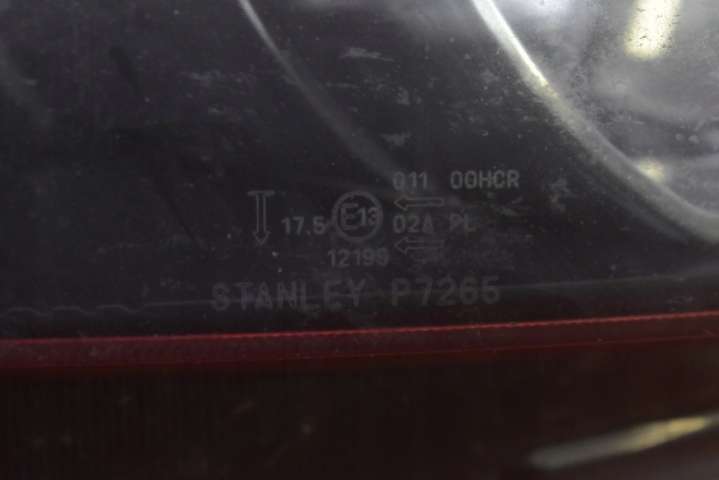 011 00HCR
17.5 E13 02A PL
12199
STANLEY P7265